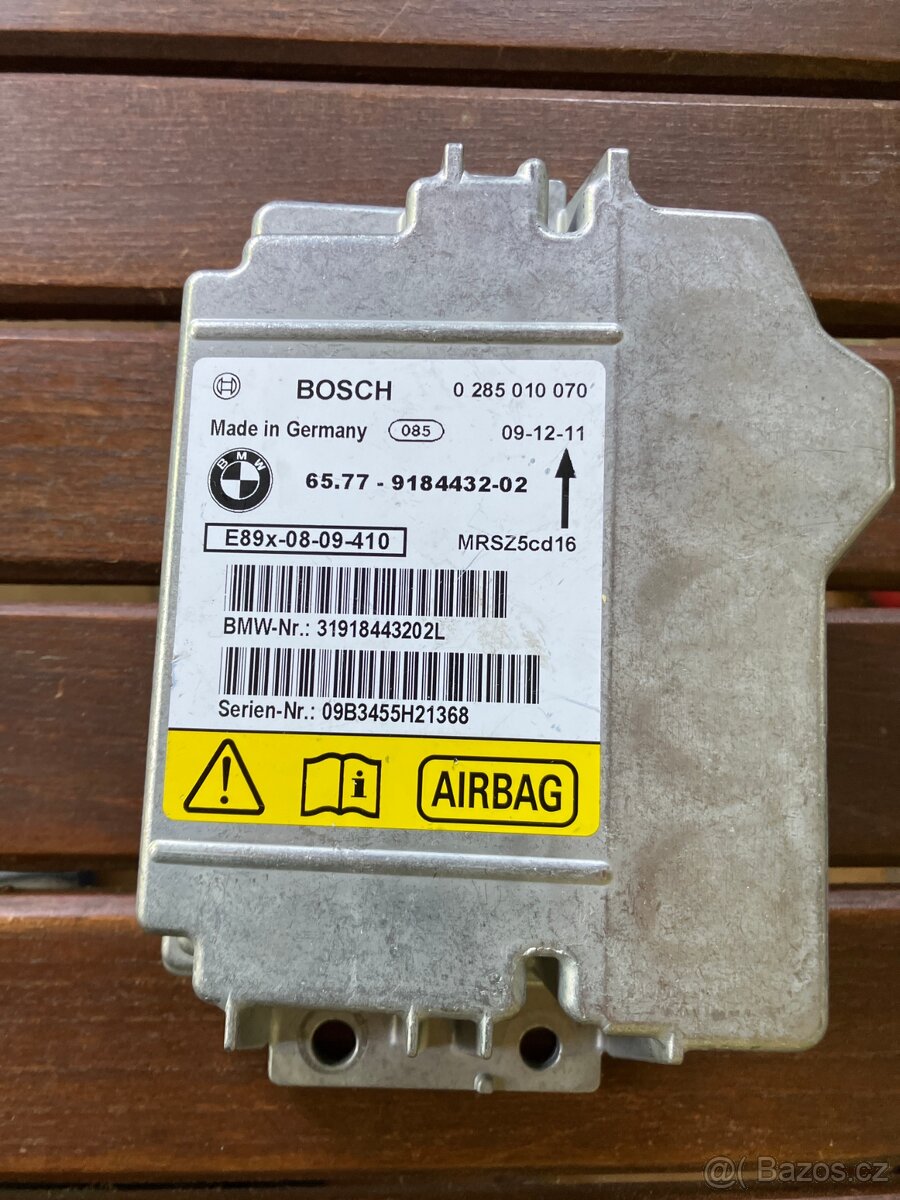 BOSCH 0 285 010 070
Made in Germany 085 09-12-11
BMW
65.77 - 9184432-02
E89x-08-09-410 MRSZ5cd16
BMW-Nr.: 31918443202L
Serien-Nr.: 09B3455H21368
AIRBAG
@( Bazos.cz